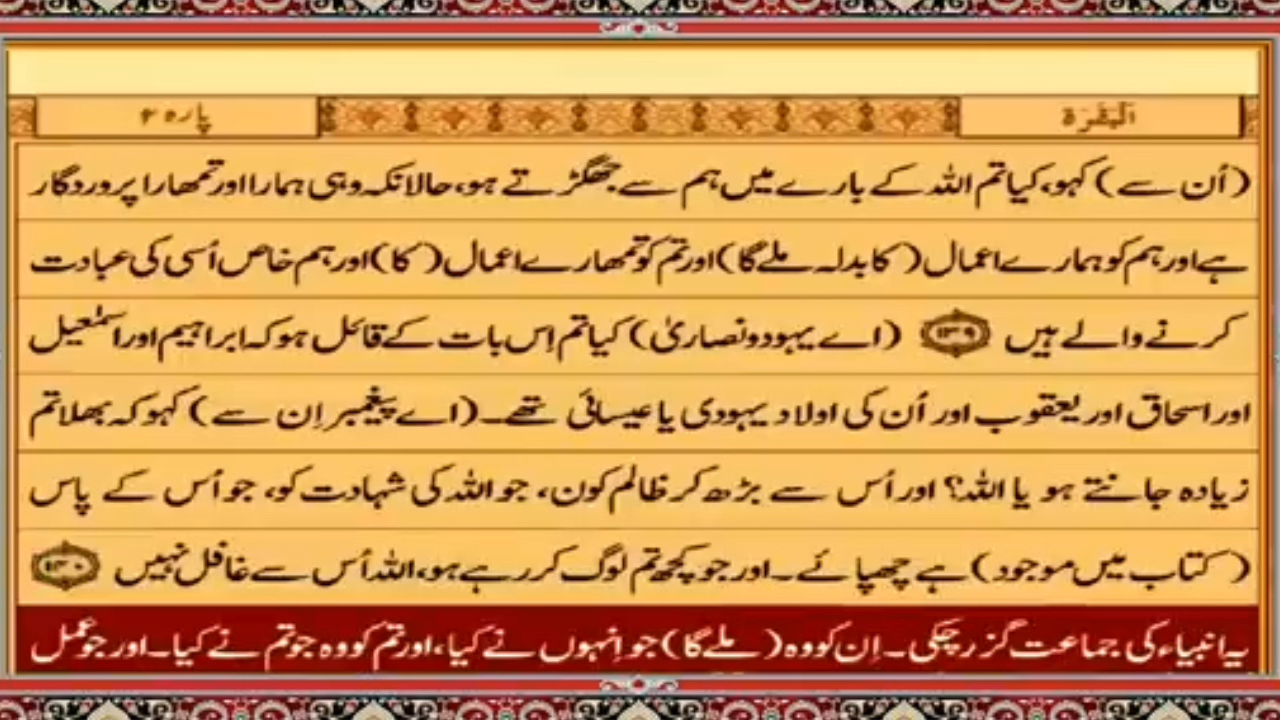 اَلْبَقَرَة
پارہ ۲
(اُن سے) کہو، کیا تم اللہ کے بارے میں ہم سے جھگڑتے ہو، حالانکہ وہی ہمارا اور تمھارا پروردگار
ہے اور ہم کو ہمارے اعمال (کا بدلہ ملے گا) اور تم کو تمھارے اعمال (کا) اور ہم خاص اُسی کی عبادت
کرنے والے ہیں ۱۳۹ (اے یہود و نصاریٰ) کیا تم اِس بات کے قائل ہو کہ ابراہیم اور اسمٰعیل
اور اسحاق اور یعقوب اور اُن کی اولاد یہودی یا عیسائی تھے۔ (اے پیغمبر اِن سے) کہو کہ بھلا تم
زیادہ جانتے ہو یا اللہ؟ اور اُس سے بڑھ کر ظالم کون، جو اللہ کی شہادت کو، جو اُس کے پاس
(کتاب میں موجود) ہے چھپائے۔ اور جو کچھ تم لوگ کر رہے ہو، اللہ اُس سے غافل نہیں ۱۴۰
یہ انبیاء کی جماعت گزر چکی۔ اِن کو وہ (ملے گا) جو اِنہوں نے کیا، اور تم کو وہ جو تم نے کیا۔ اور جو عمل